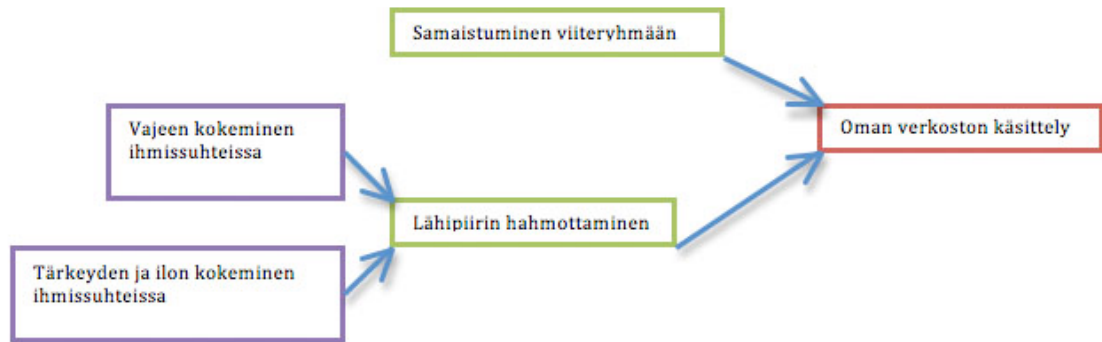 Samaistuminen viiteryhmään
Vajeen kokeminen
ihmissuhteissa
Oman verkoston käsittely
Lähipiirin hahmottaminen
Tärkeyden ja ilon kokeminen
ihmissuhteissa